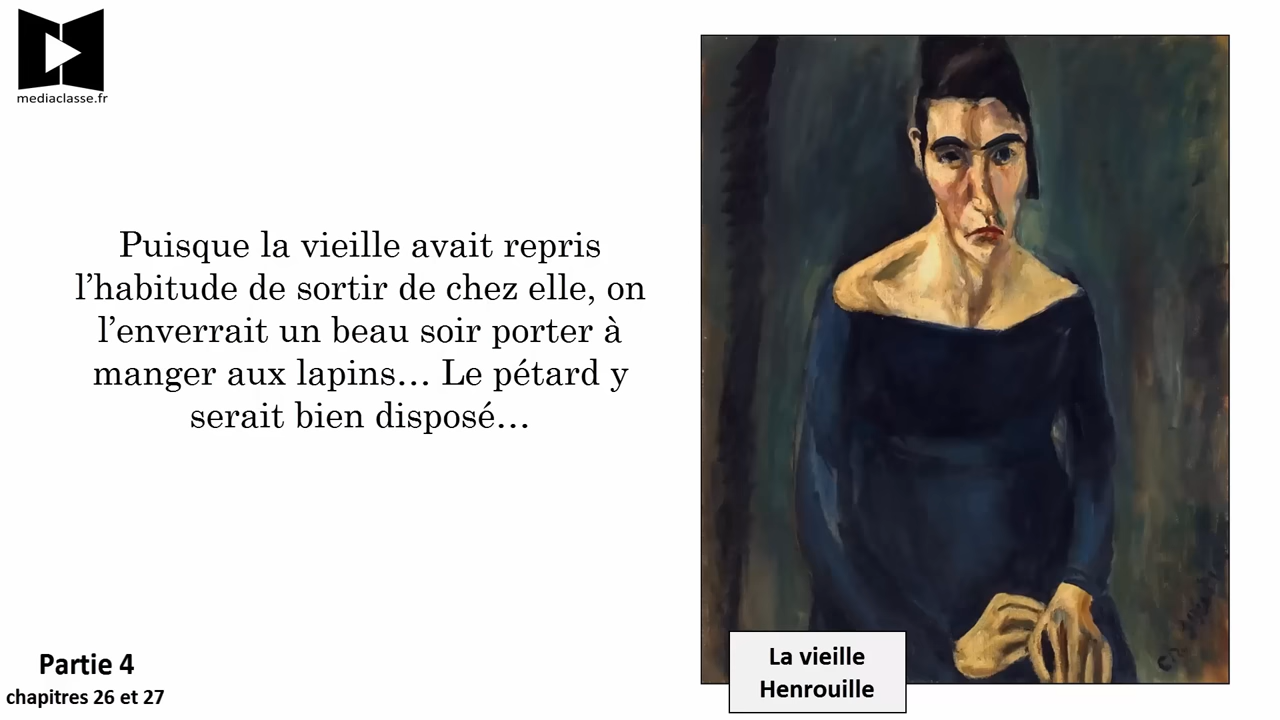 mediaclasse.fr
Puisque la vieille avait repris
l’habitude de sortir de chez elle, on
l’enverrait un beau soir porter à
manger aux lapins… Le pétard y
serait bien disposé…
La vieille
Henrouille
Partie 4
chapitres 26 et 27